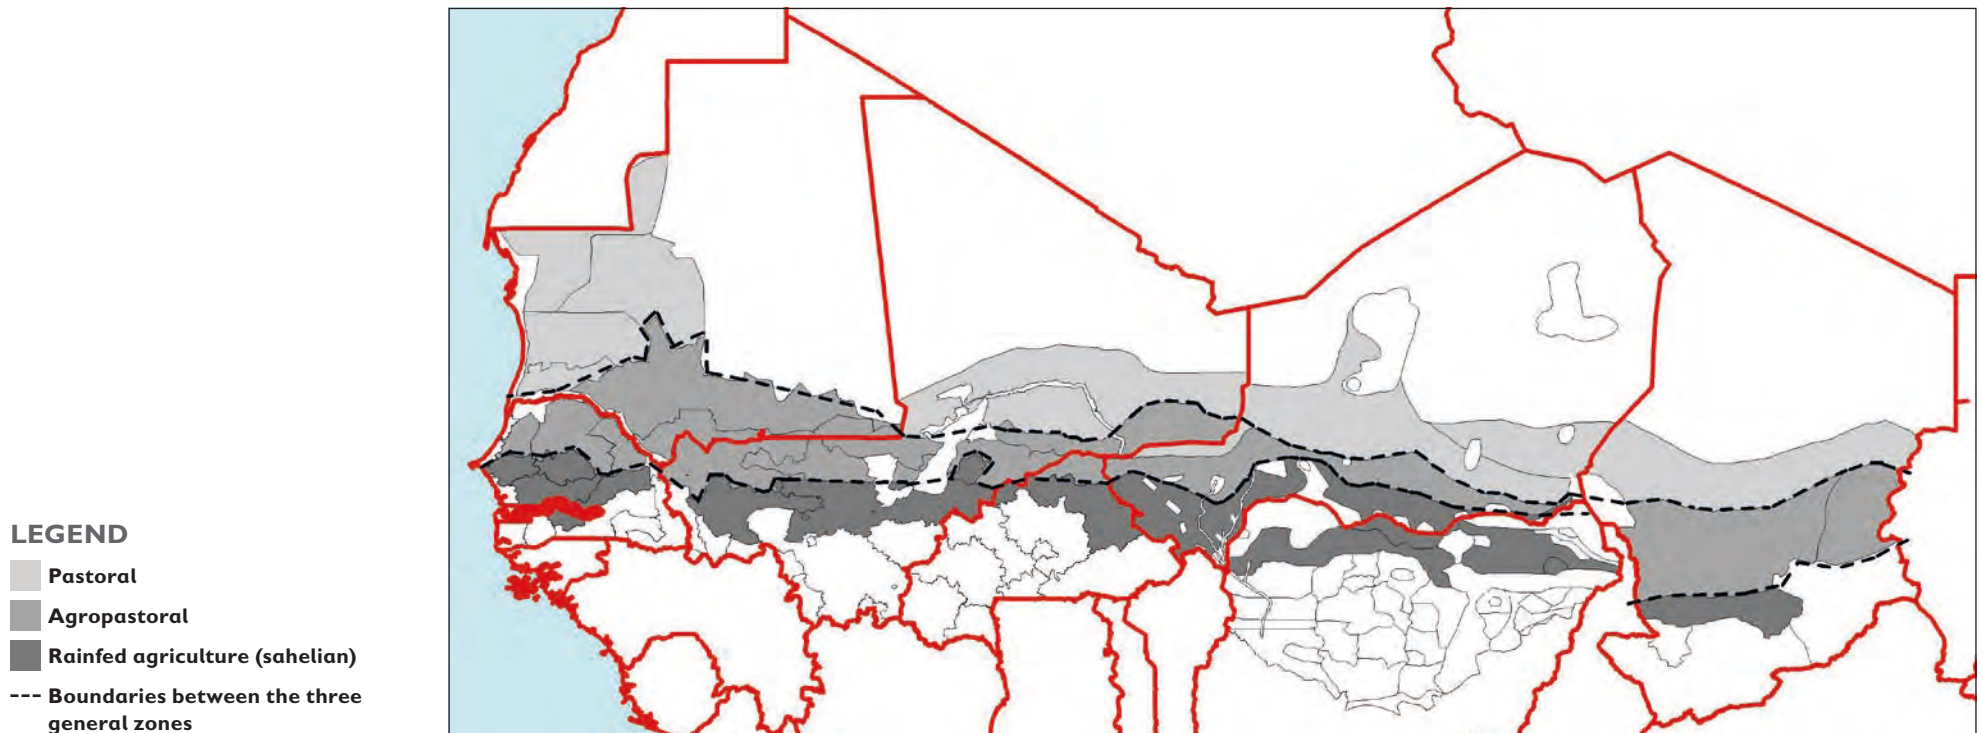 LEGEND
Pastoral
Agropastoral
Rainfed agriculture (sahelian)
Boundaries between the three
general zones